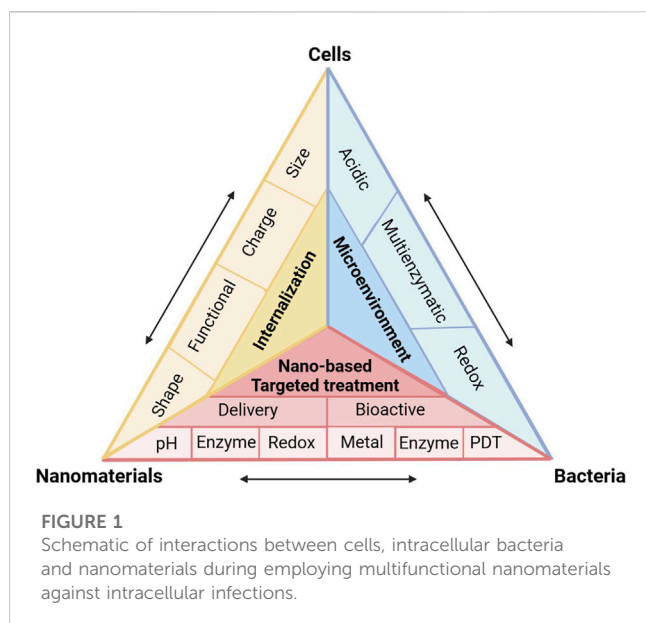 Cells
Size
Charge
Functional
Shape
Internalization
Acidic
Multienzymatic
Redox
Microenvironment
Nano-based
Targeted treatment
Delivery Bioactive
pH Enzyme Redox Metal Enzyme PDT
Nanomaterials Bacteria
FIGURE 1
Schematic of interactions between cells, intracellular bacteria
and nanomaterials during employing multifunctional nanomaterials
against intracellular infections.